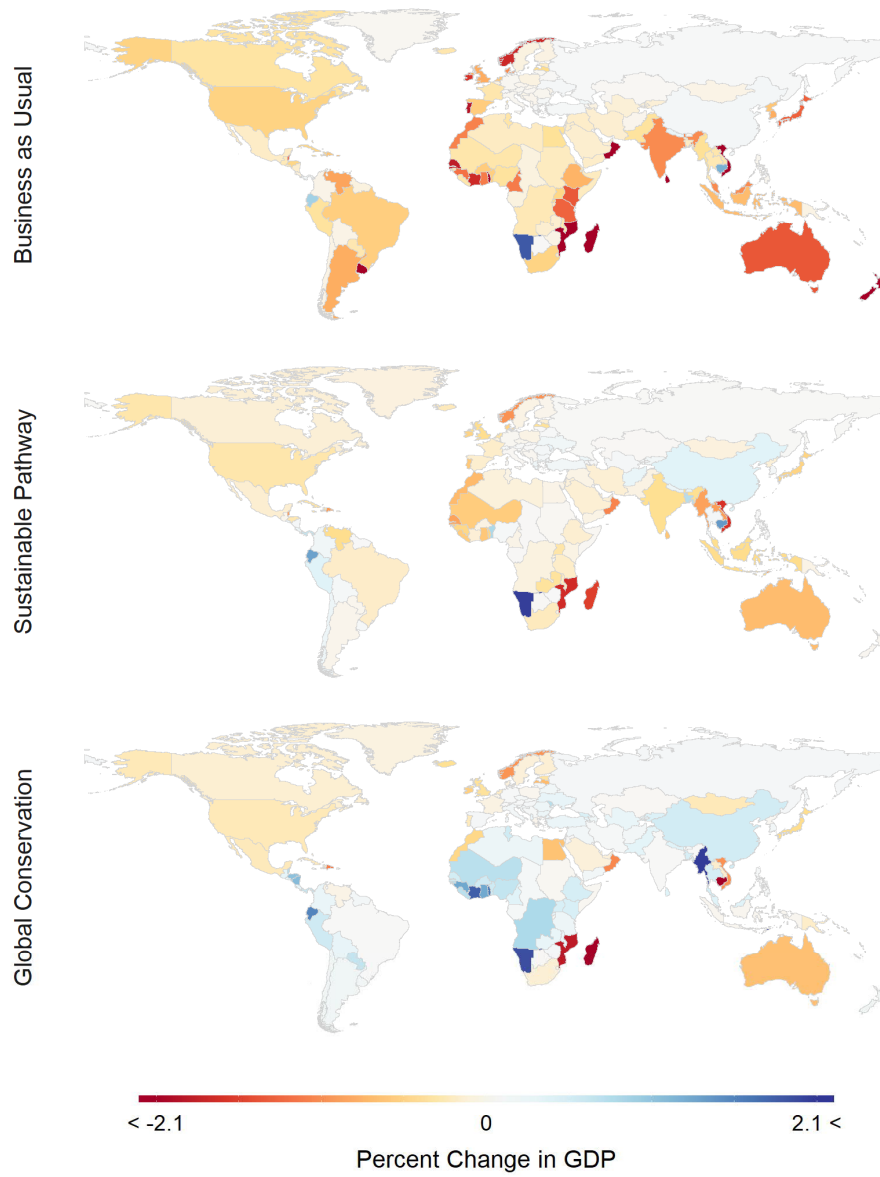 Business as Usual
Sustainable Pathway
Global Conservation
< -2.1
0
2.1 <
Percent Change in GDP